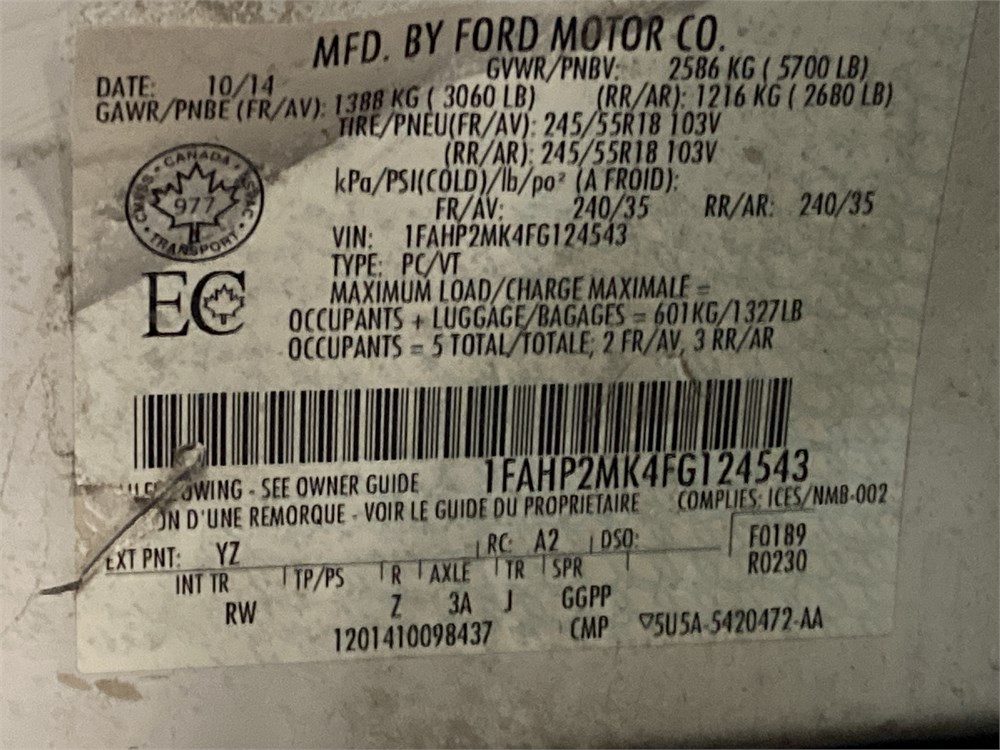 MFD. BY FORD MOTOR CO.
DATE: 10/14 GVWR/PNBV: 2586 KG ( 5700 LB)
GAWR/PNBE (FR/AV): 1388 KG ( 3060 LB) (RR/AR): 1216 KG ( 2680 LB)
TIRE/PNEU(FR/AV): 245/55R18 103V
(RR/AR): 245/55R18 103V
kPa/PSI(COLD)/lb/po² (A FROID):
FR/AV: 240/35 RR/AR: 240/35
CANADA
977
TRANSPORT
VIN: 1FAHP2MK4FG124543
TYPE: PC/VT
EC
MAXIMUM LOAD/CHARGE MAXIMALE =
OCCUPANTS + LUGGAGE/BAGAGES = 601KG/1327LB
OCCUPANTS = 5 TOTAL/TOTALE; 2 FR/AV, 3 RR/AR
1FAHP2MK4FG124543
OWING - SEE OWNER GUIDE
ON D'UNE REMORQUE - VOIR LE GUIDE DU PROPRIETAIRE COMPLIES: ICES/NMB-002
EXT PNT: YZ RC: A2 DSO: F0189
R0230
INT TR TP/PS R AXLE TR SPR
RW Z 3A J GGPP
1201410098437 CMP ▽5U5A-5420472-AA